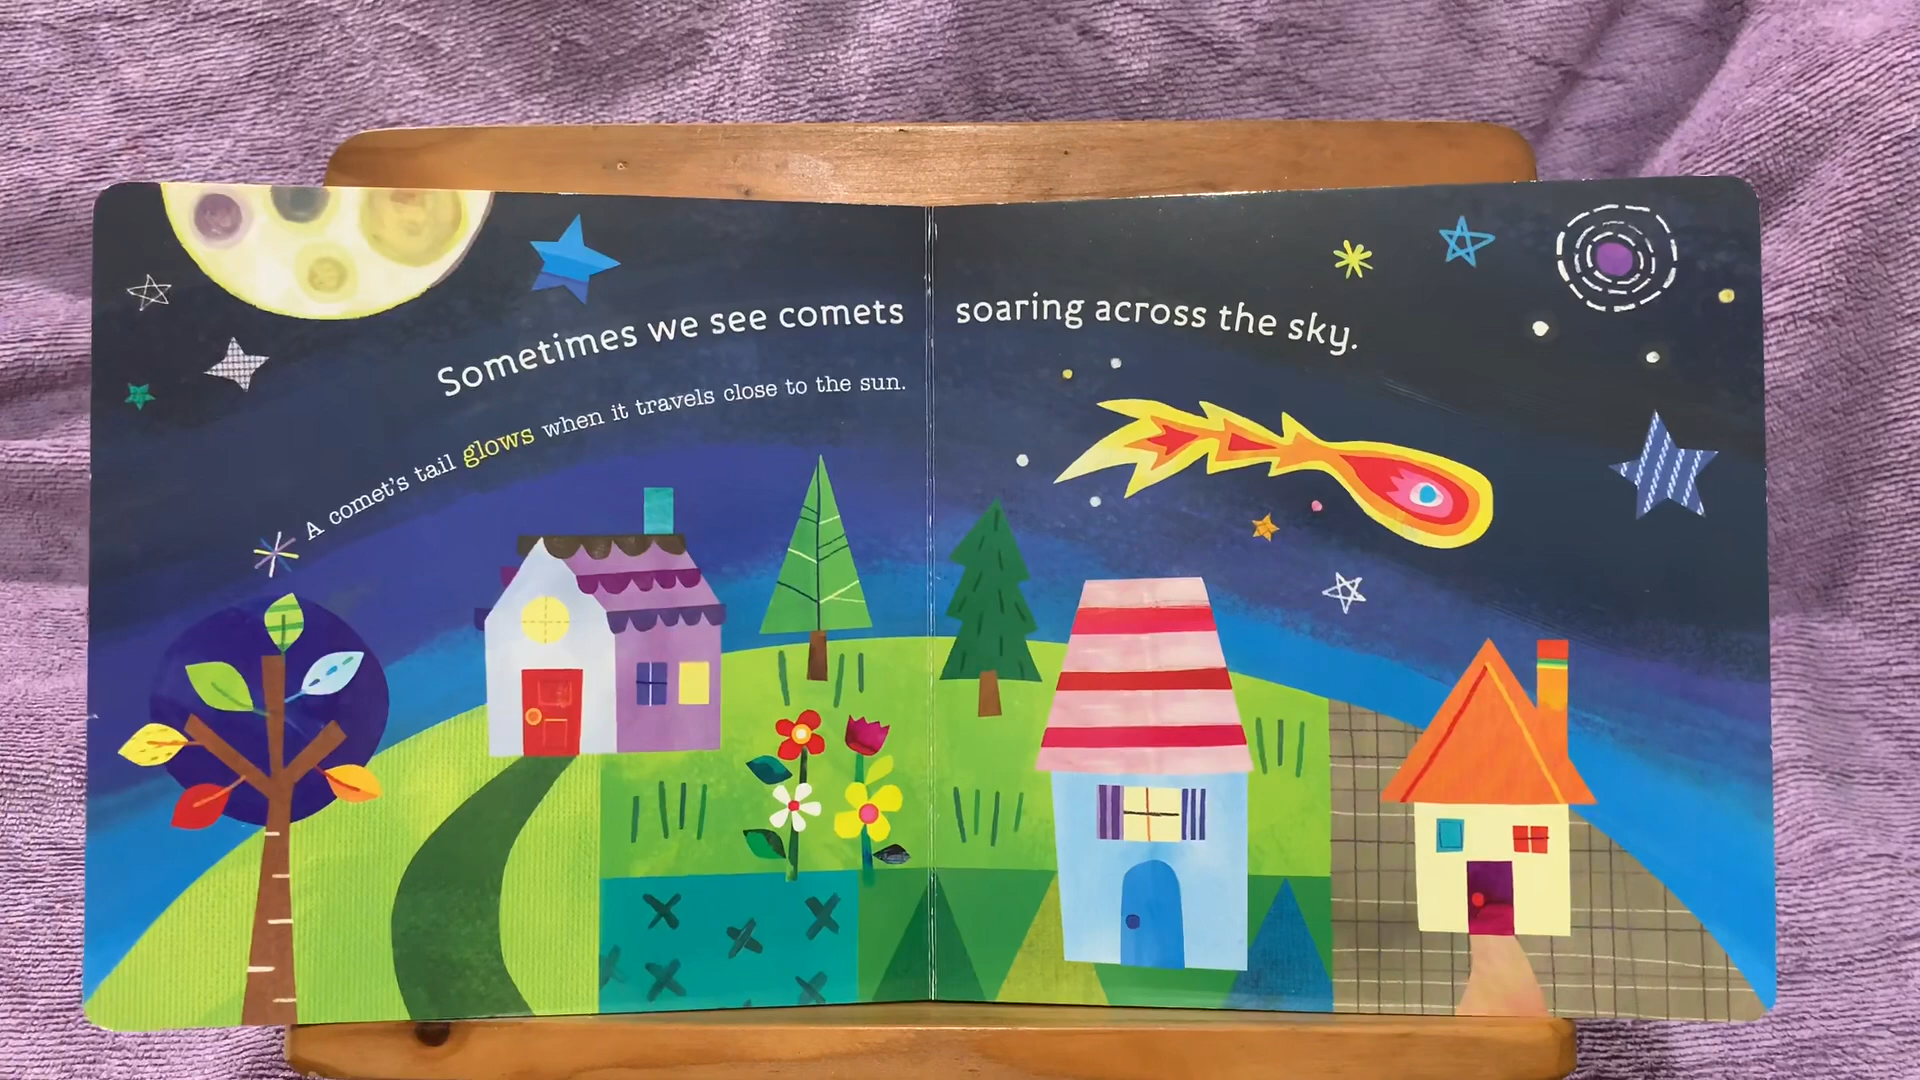 Sometimes we see comets soaring across the sky.
A comet's tail glows when it travels close to the sun.